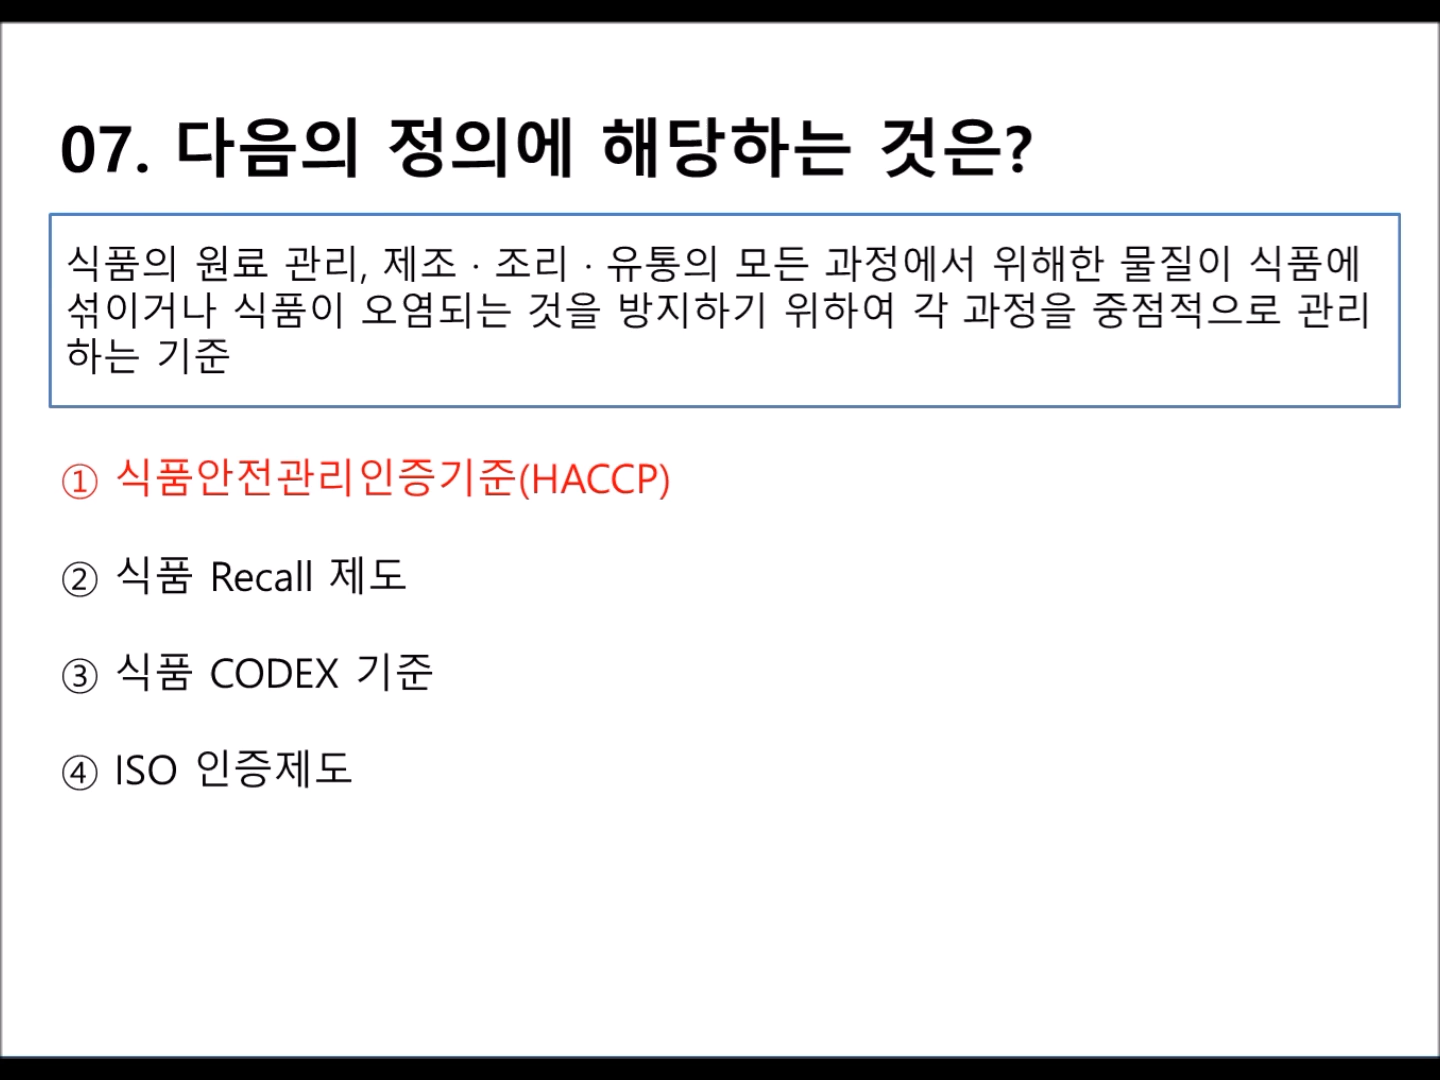 07. 다음의 정의에 해당하는 것은?
식품의 원료 관리, 제조 · 조리 · 유통의 모든 과정에서 위해한 물질이 식품에
섞이거나 식품이 오염되는 것을 방지하기 위하여 각 과정을 중점적으로 관리
하는 기준
① 식품안전관리인증기준(HACCP)
② 식품 Recall 제도
③ 식품 CODEX 기준
④ ISO 인증제도